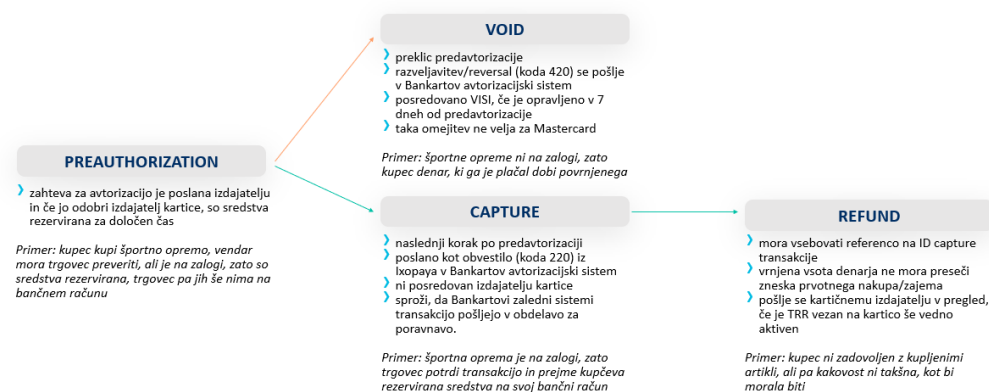 VOID
preklic predavtorizacije
razveljavitev/reversal (koda 420) se pošlje
v Bankartov avtorizacijski sistem
posredovano VISI, če je opravljeno v 7
dneh od predavtorizacije
taka omejitev ne velja za Mastercard
Primer: športne opreme ni na zalogi, zato
kupec denar, ki ga je plačal dobi povrnjenega
PREAUTHORIZATION
zahteva za avtorizacijo je poslana izdajatelju
in če jo odobri izdajatelj kartice, so sredstva
rezervirana za določen čas
Primer: kupec kupi športno opremo, vendar
mora trgovec preveriti, ali je na zalogi, zato so
sredstva rezervirana, trgovec pa jih še nima na
bančnem računu
CAPTURE
naslednji korak po predavtorizaciji
poslano kot obvestilo (koda 220) iz
Ixopaya v Bankartov avtorizacijski sistem
ni posredovan izdajatelju kartice
sproži, da Bankartovi zaledni sistemi
transakcijo pošljejo v obdelavo za
poravnavo.
Primer: športna oprema je na zalogi, zato
trgovec potrdi transakcijo in prejme kupčeva
rezervirana sredstva na svoj bančni račun
REFUND
mora vsebovati referenco na ID capture
transakcije
vrnjena vsota denarja ne mora preseči
zneska prvotnega nakupa/zajema
pošlje se kartičnemu izdajatelju v pregled,
če je TRR vezan na kartico še vedno
aktiven
Primer: kupec ni zadovoljen z kupljenimi
artikli, ali pa kakovost ni takšna, kot bi
morala biti